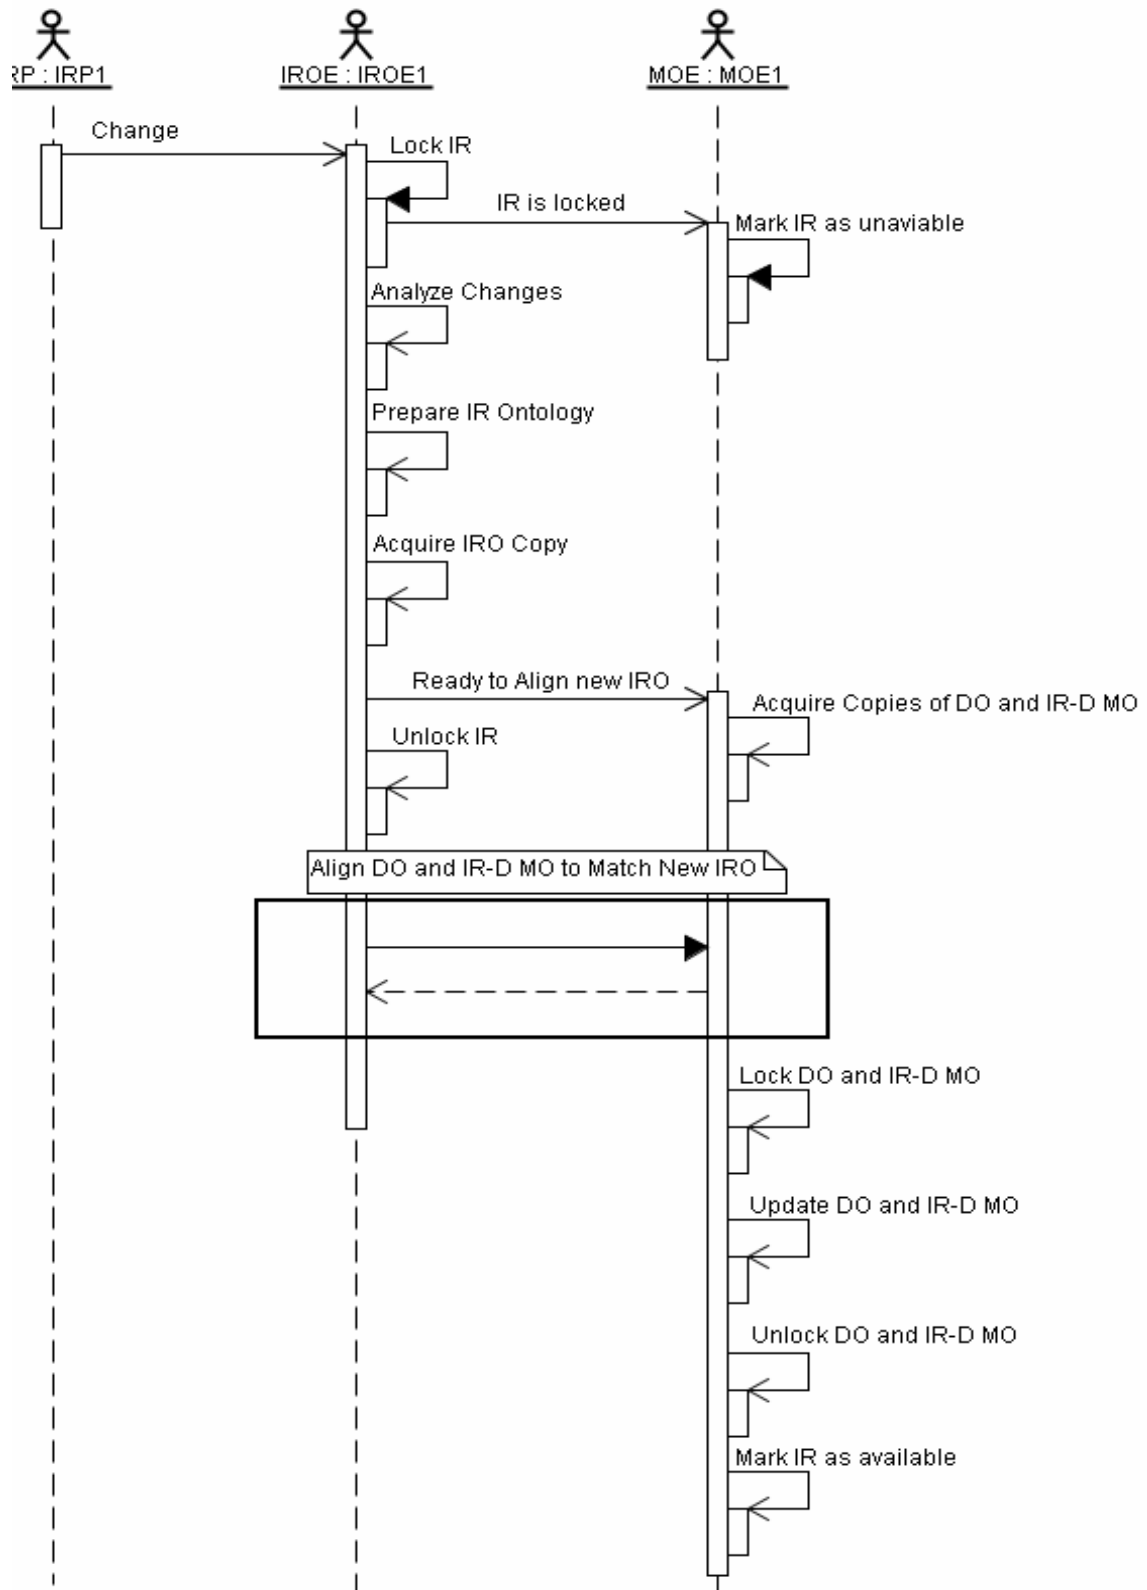 RP : IRP1
IROE : IROE1
MOE : MOE1
Change
Lock IR
IR is locked
Mark IR as unaviable
Analyze Changes
Prepare IR Ontology
Acquire IRO Copy
Ready to Align new IRO
Acquire Copies of DO and IR-D MO
Unlock IR
Align DO and IR-D MO to Match New IRO
Lock DO and IR-D MO
Update DO and IR-D MO
Unlock DO and IR-D MO
Mark IR as available